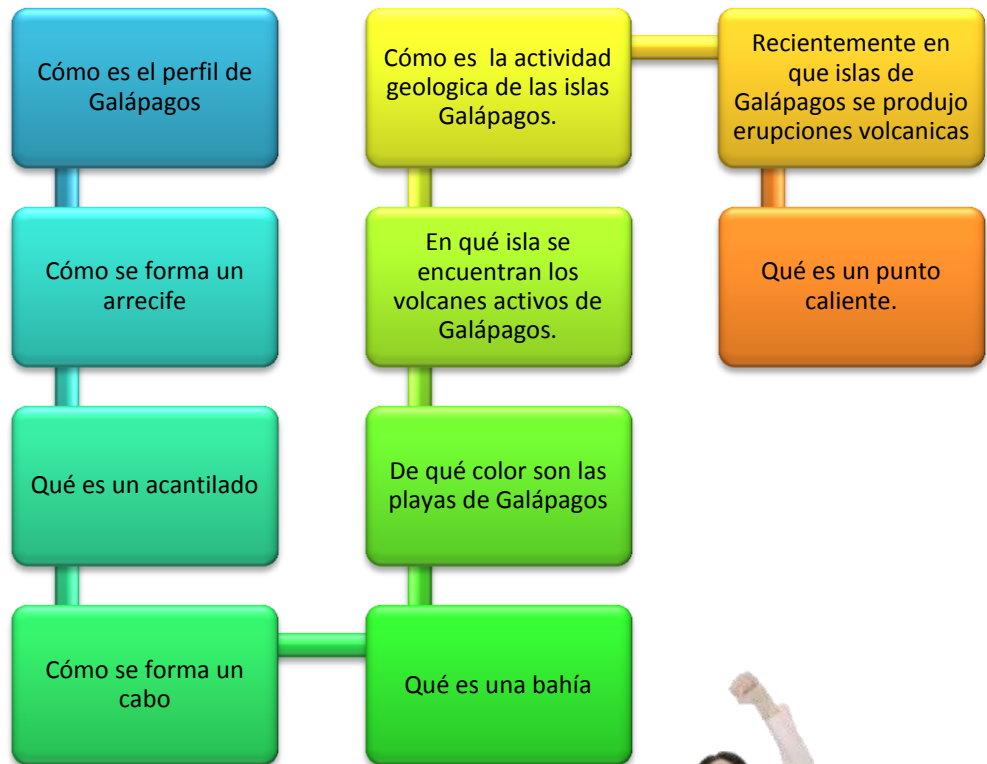 Cómo es el perfil de
Galápagos
Cómo se forma un
arrecife
Qué es un acantilado
Cómo se forma un
cabo
Qué es una bahía
De qué color son las
playas de Galápagos
En qué isla se
encuentran los
volcanes activos de
Galápagos.
Cómo es  la actividad
geologica de las islas
Galápagos.
Recientemente en
que islas de
Galápagos se produjo
erupciones volcanicas
Qué es un punto
caliente.